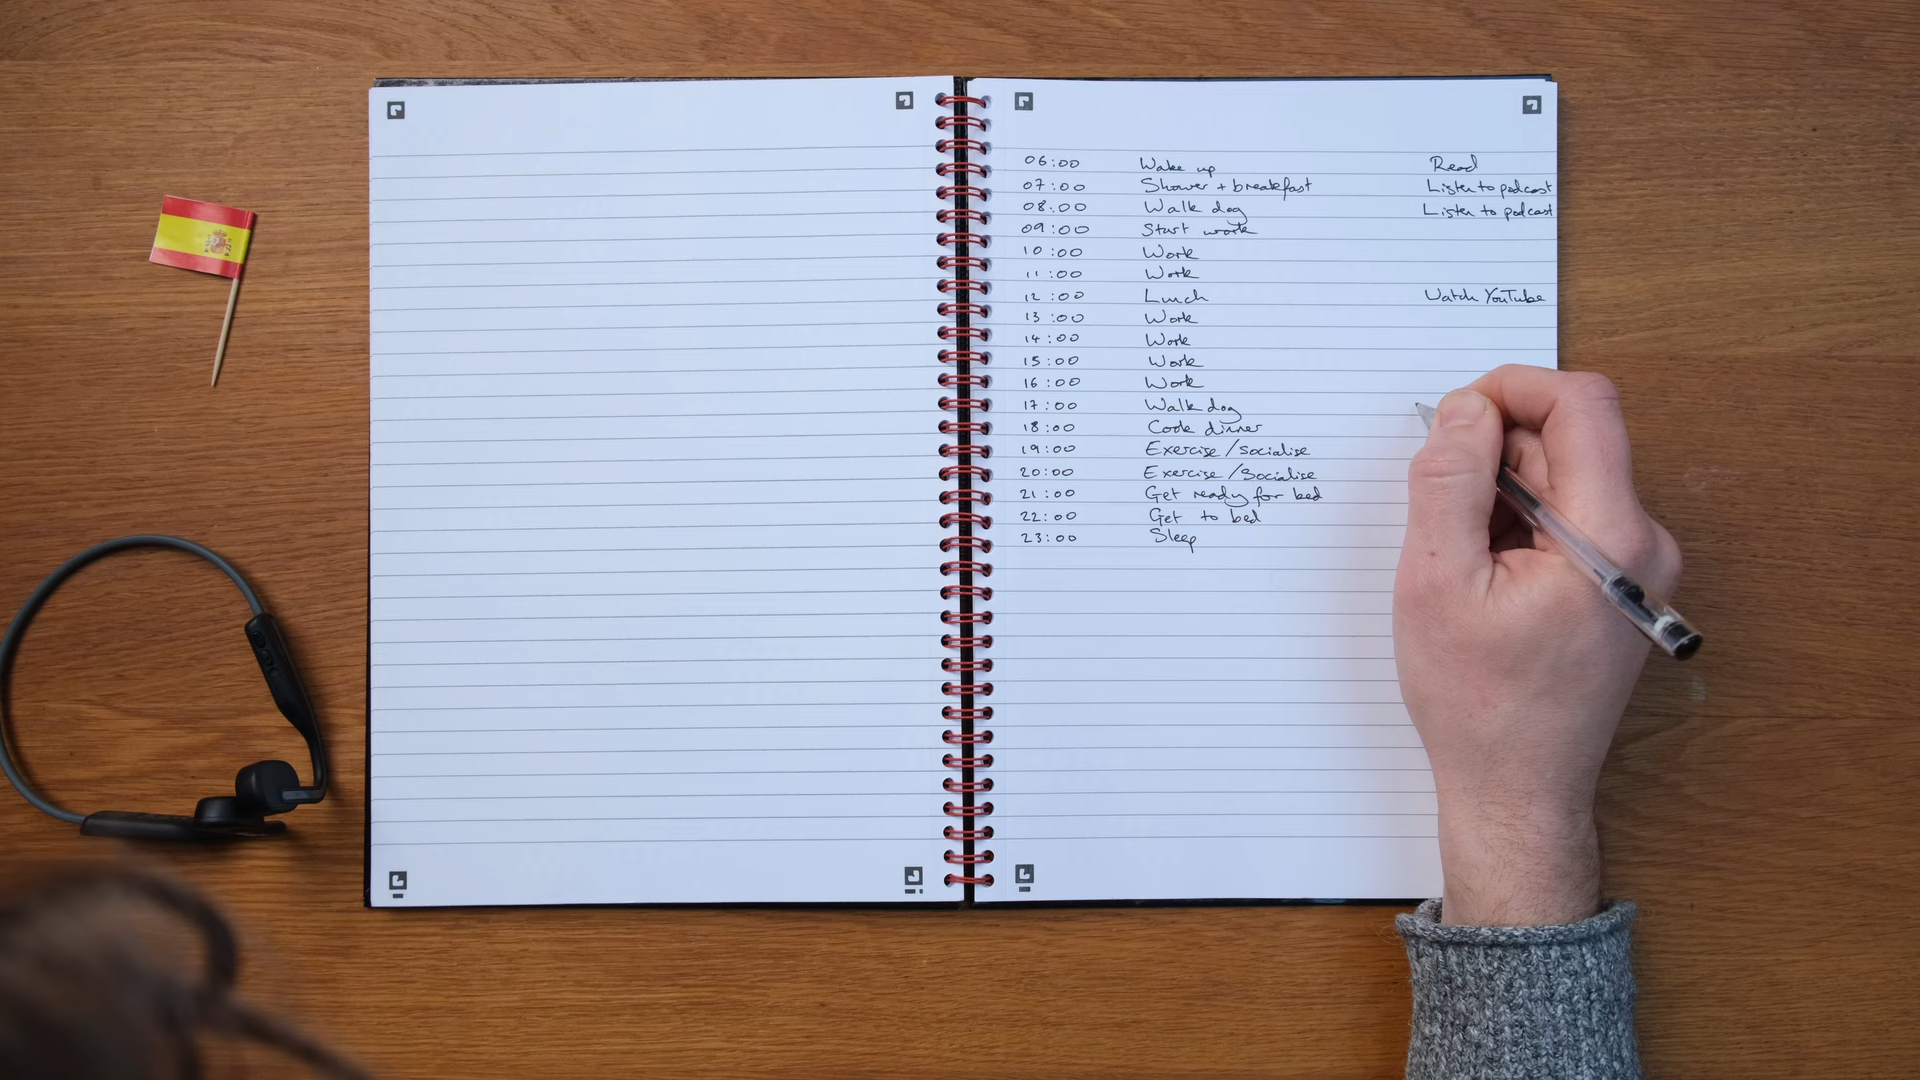 06:00 Wake up Read
07:00 Shower + breakfast Listen to podcast
08:00 Walk dog Listen to podcast
09:00 Start work
10:00 Work
11:00 Work
12:00 Lunch Watch YouTube
13:00 Work
14:00 Work
15:00 Work
16:00 Work
17:00 Walk dog
18:00 Cook dinner
19:00 Exercise/socialise
20:00 Exercise/Socialise
21:00 Get ready for bed
22:00 Get to bed
23:00 Sleep